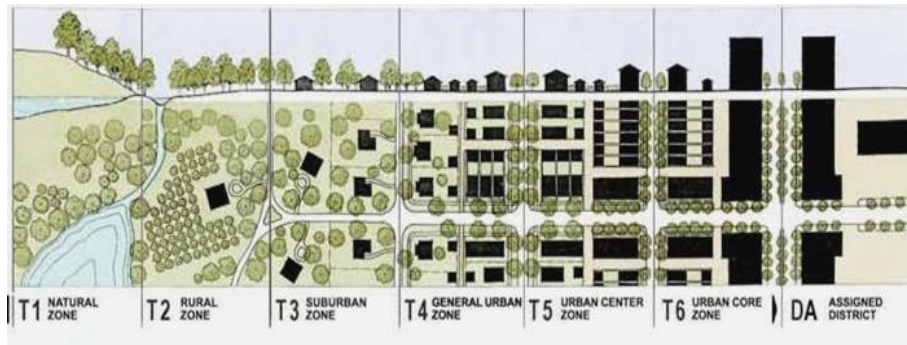 T1 NATURAL ZONE
T2 RURAL ZONE
T3 SUBURBAN ZONE
T4 GENERAL URBAN ZONE
T5 URBAN CENTER ZONE
T6 URBAN CORE ZONE
DA ASSIGNED DISTRICT